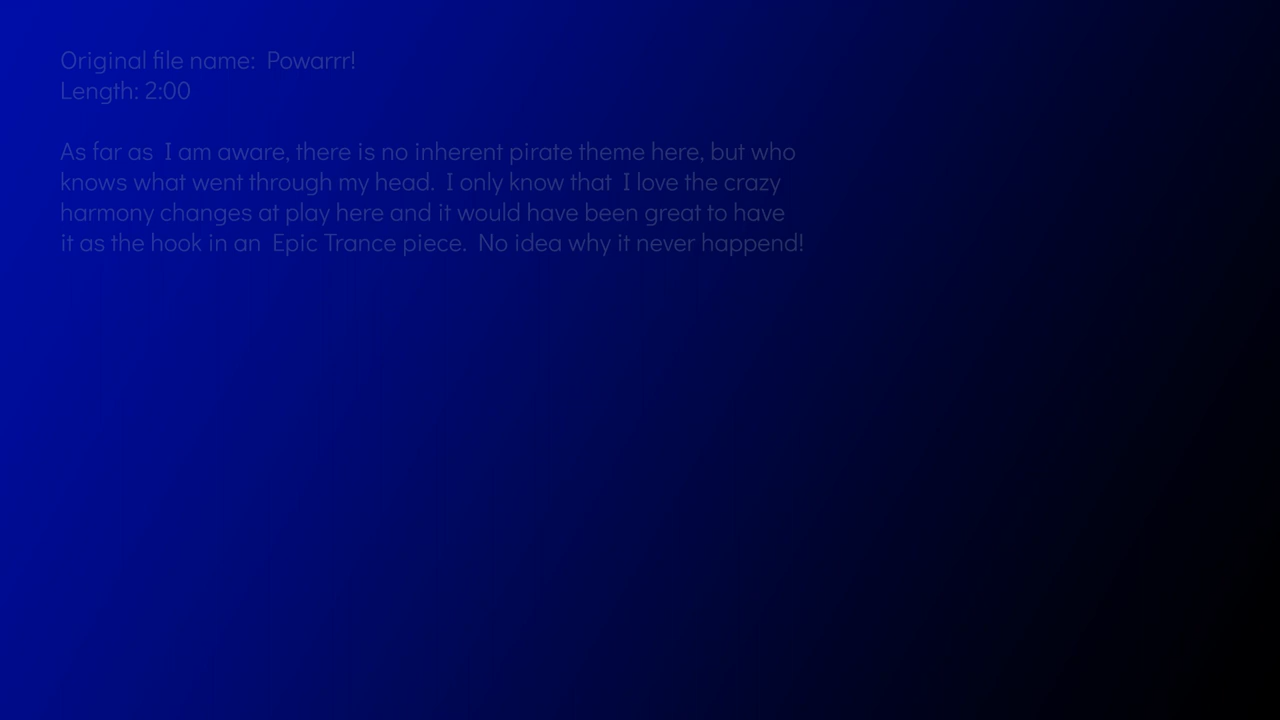 Original file name: Powarrr!
Length: 2:00
As far as I am aware, there is no inherent pirate theme here, but who
knows what went through my head. I only know that I love the crazy
harmony changes at play here and it would have been great to have
it as the hook in an Epic Trance piece. No idea why it never happend!